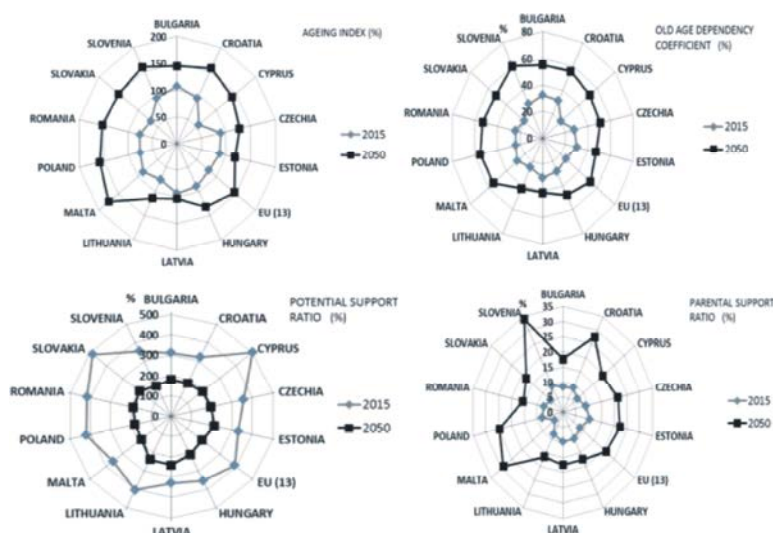 AGEING INDEX (%)
BULGARIA
CROATIA
CYPRUS
CZECHIA
ESTONIA
EU (13)
HUNGARY
LATVIA
LITHUANIA
MALTA
POLAND
ROMANIA
SLOVAKIA
SLOVENIA
200
150
100
50
0
2015
2050
OLD AGE DEPENDENCY
COEFFICIENT (%)
%
BULGARIA
CROATIA
CYPRUS
CZECHIA
ESTONIA
EU (13)
HUNGARY
LATVIA
LITHUANIA
MALTA
POLAND
ROMANIA
SLOVAKIA
SLOVENIA
80
60
40
20
0
2015
2050
POTENTIAL SUPPORT
RATIO (%)
%
BULGARIA
CROATIA
CYPRUS
CZECHIA
ESTONIA
EU (13)
HUNGARY
LATVIA
LITHUANIA
MALTA
POLAND
ROMANIA
SLOVAKIA
SLOVENIA
500
400
300
200
100
0
2015
2050
PARENTAL SUPPORT
RATIO (%)
%
BULGARIA
CROATIA
CYPRUS
CZECHIA
ESTONIA
EU (13)
HUNGARY
LATVIA
LITHUANIA
MALTA
POLAND
ROMANIA
SLOVAKIA
SLOVENIA
35
30
25
20
15
10
5
0
2015
2050